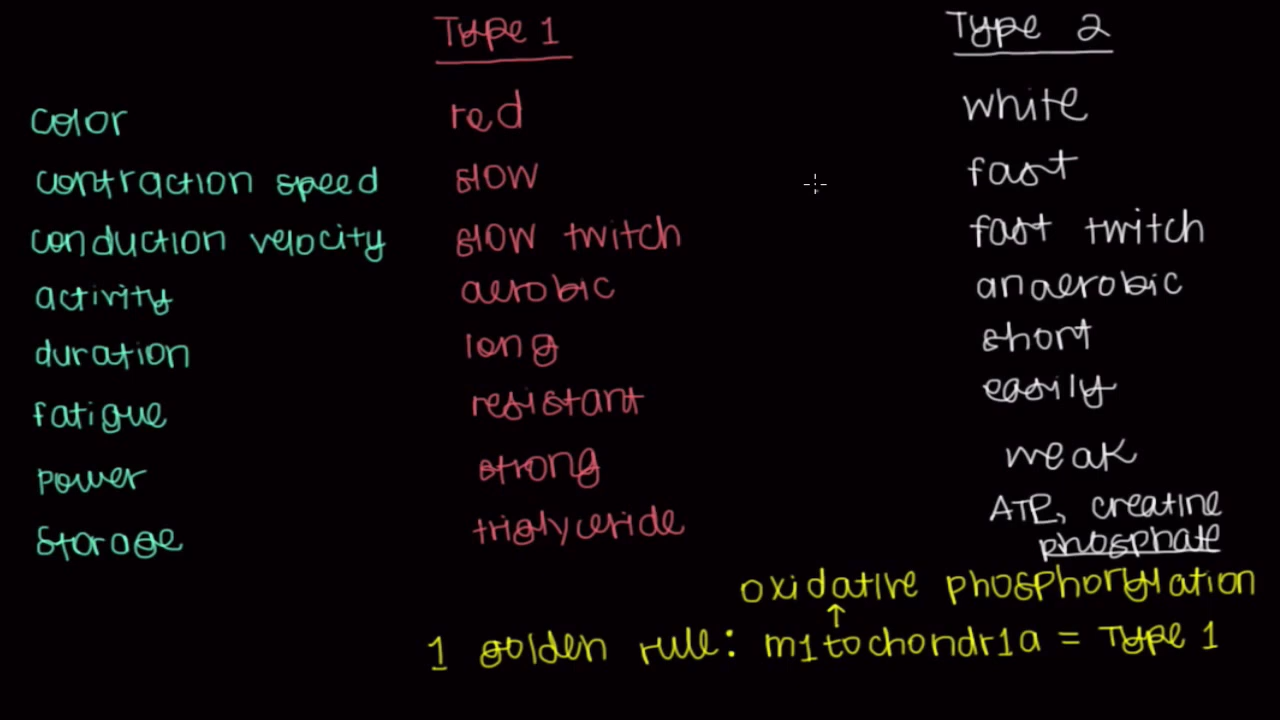 Type 1 Type 2
color red white
contraction speed slow fast
conduction velocity slow twitch fast twitch
activity aerobic anaerobic
duration long short
fatigue resistant easily
power strong weak
storage triglyceride ATP, creatine
phosphate
oxidative phosphorylation
↑
1 golden rule: m1tochondr1a = Type 1